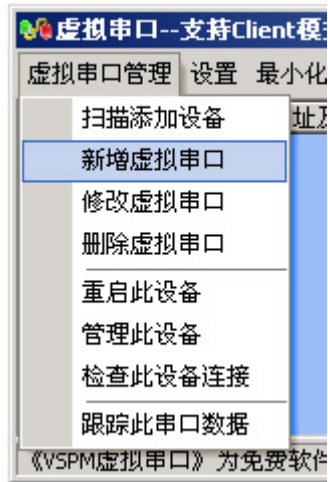 虚拟串口--支持Client模
虚拟串口管理 设置 最小化
扫描添加设备
址及
新增虚拟串口
修改虚拟串口
删除虚拟串口
重启此设备
管理此设备
检查此设备连接
跟踪此串口数据
《VSPM虚拟串口》为免费软件